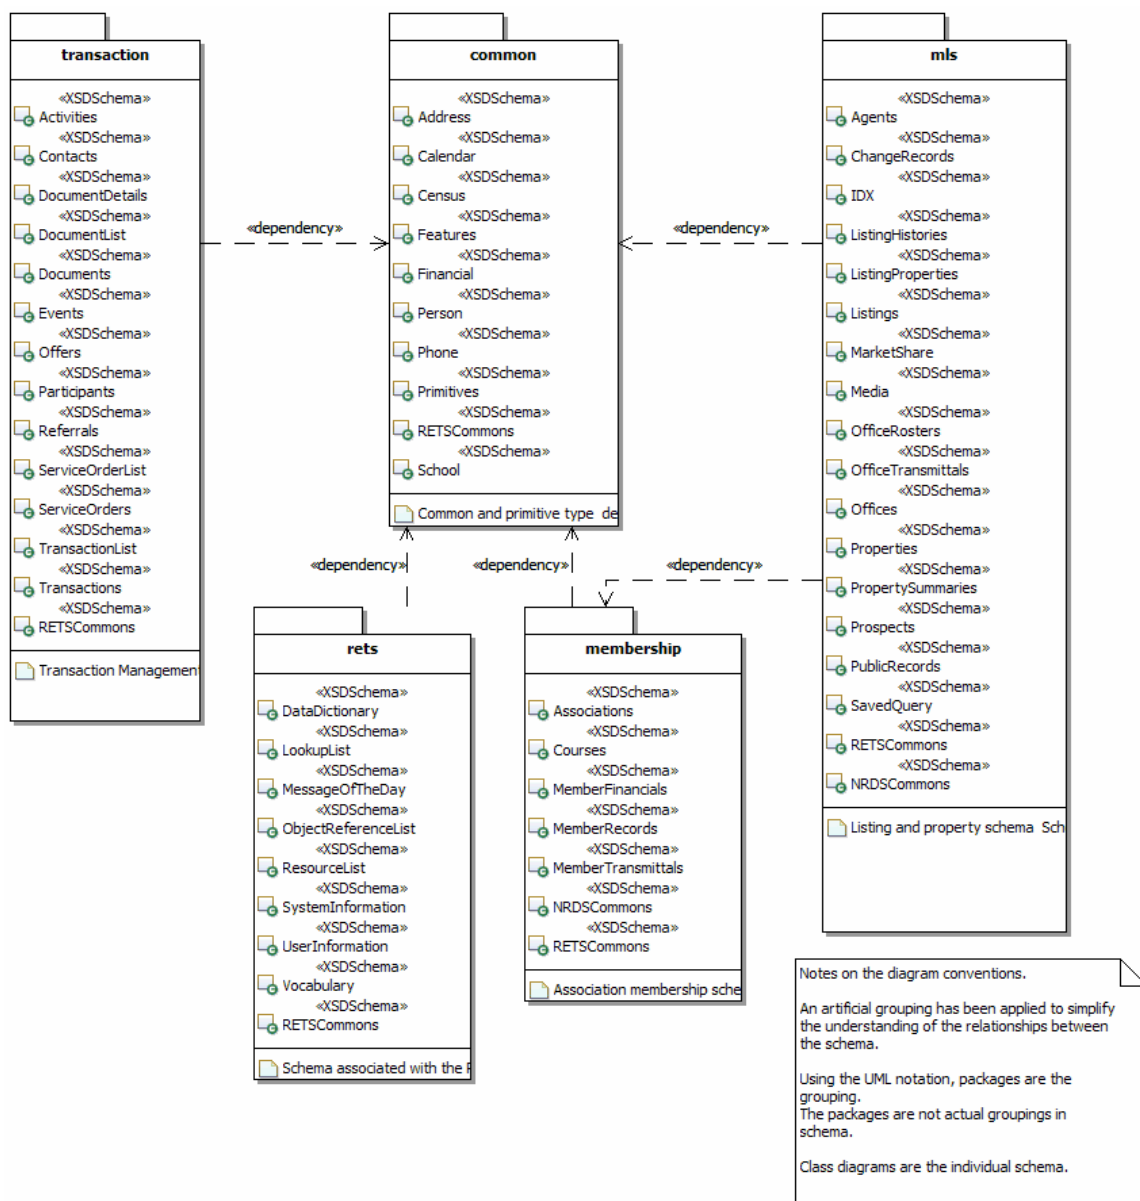 transaction
«XSDSchema»
Activities
«XSDSchema»
Contacts
«XSDSchema»
DocumentDetails
«XSDSchema»
DocumentList
«XSDSchema»
Documents
«XSDSchema»
Events
«XSDSchema»
Offers
«XSDSchema»
Participants
«XSDSchema»
Referrals
«XSDSchema»
ServiceOrderList
«XSDSchema»
ServiceOrders
«XSDSchema»
TransactionList
«XSDSchema»
Transactions
«XSDSchema»
RETSCommons
Transaction Management
«dependency»
common
«XSDSchema»
Address
«XSDSchema»
Calendar
«XSDSchema»
Census
«XSDSchema»
Features
«XSDSchema»
Financial
«XSDSchema»
Person
«XSDSchema»
Phone
«XSDSchema»
Primitives
«XSDSchema»
RETSCommons
«XSDSchema»
School
Common and primitive type de
«dependency»
mls
«XSDSchema»
Agents
«XSDSchema»
ChangeRecords
«XSDSchema»
IDX
«XSDSchema»
ListingHistories
«XSDSchema»
ListingProperties
«XSDSchema»
Listings
«XSDSchema»
MarketShare
«XSDSchema»
Media
«XSDSchema»
OfficeRosters
«XSDSchema»
OfficeTransmittals
«XSDSchema»
Offices
«XSDSchema»
Properties
«XSDSchema»
PropertySummaries
«XSDSchema»
Prospects
«XSDSchema»
PublicRecords
«XSDSchema»
SavedQuery
«XSDSchema»
RETSCommons
«XSDSchema»
NRDSCommons
Listing and property schema Sch
«dependency»
«dependency»
«dependency»
rets
«XSDSchema»
DataDictionary
«XSDSchema»
LookupList
«XSDSchema»
MessageOfTheDay
«XSDSchema»
ObjectReferenceList
«XSDSchema»
ResourceList
«XSDSchema»
SystemInformation
«XSDSchema»
UserInformation
«XSDSchema»
Vocabulary
«XSDSchema»
RETSCommons
Schema associated with the
membership
«XSDSchema»
Associations
«XSDSchema»
Courses
«XSDSchema»
MemberFinancials
«XSDSchema»
MemberRecords
«XSDSchema»
MemberTransmittals
«XSDSchema»
NRDSCommons
«XSDSchema»
RETSCommons
Association membership sche
Notes on the diagram conventions.
An artificial grouping has been applied to simplify
the understanding of the relationships between
the schema.
Using the UML notation, packages are the
grouping.
The packages are not actual groupings in
schema.
Class diagrams are the individual schema.